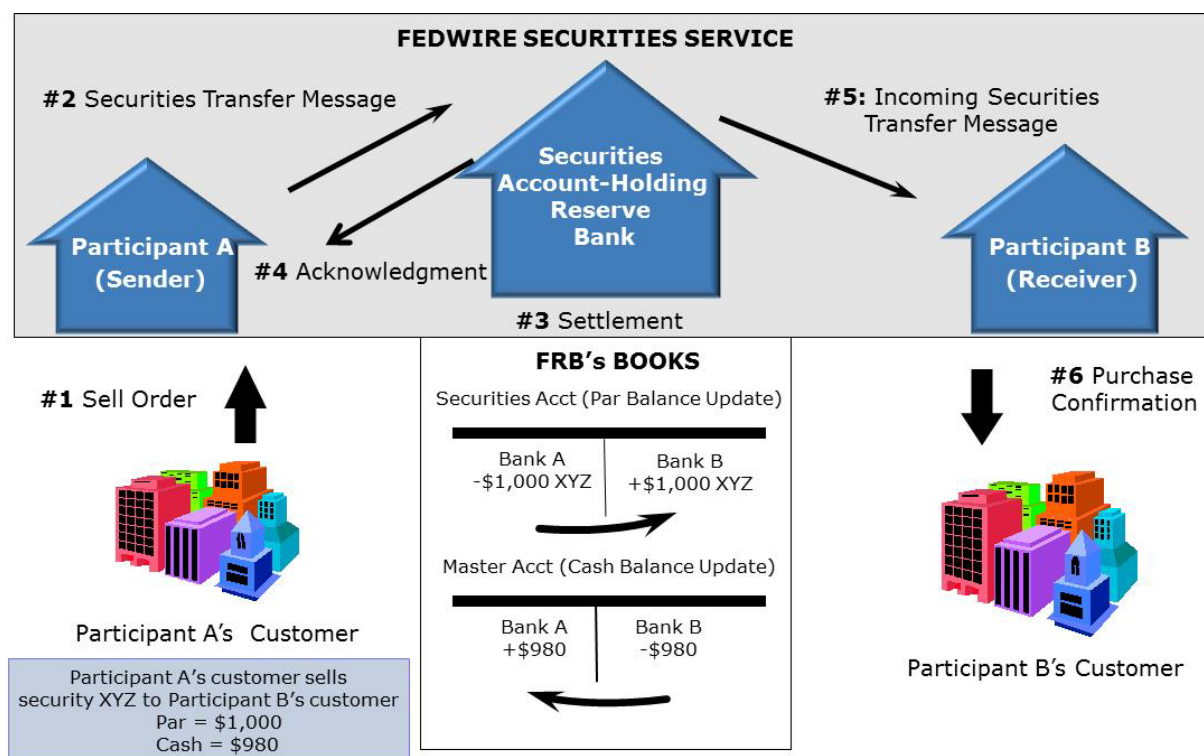 FEDWIRE SECURITIES SERVICE
#2 Securities Transfer Message
#5: Incoming Securities
Transfer Message
Securities
Account-Holding
Reserve
Bank
Participant A
(Sender)
Participant B
(Receiver)
#4 Acknowledgment
#3 Settlement
#1 Sell Order
FRB's BOOKS
Securities Acct (Par Balance Update)
Bank A
-$1,000 XYZ
Bank B
+$1,000 XYZ
Master Acct (Cash Balance Update)
Bank A
+$980
Bank B
-$980
#6 Purchase
Confirmation
Participant A's Customer
Participant B's Customer
Participant A's customer sells
security XYZ to Participant B's customer
Par = $1,000
Cash = $980